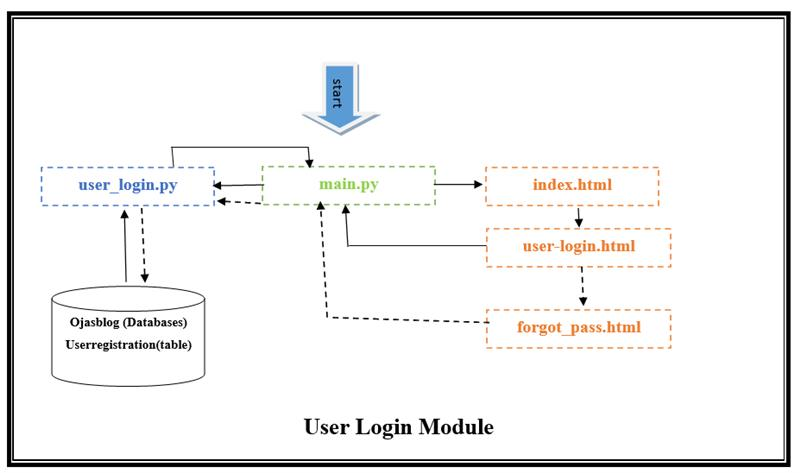 start
user_login.py
main.py
index.html
user-login.html
forgot_pass.html
Ojasblog (Databases)
Userregistration(table)
User Login Module